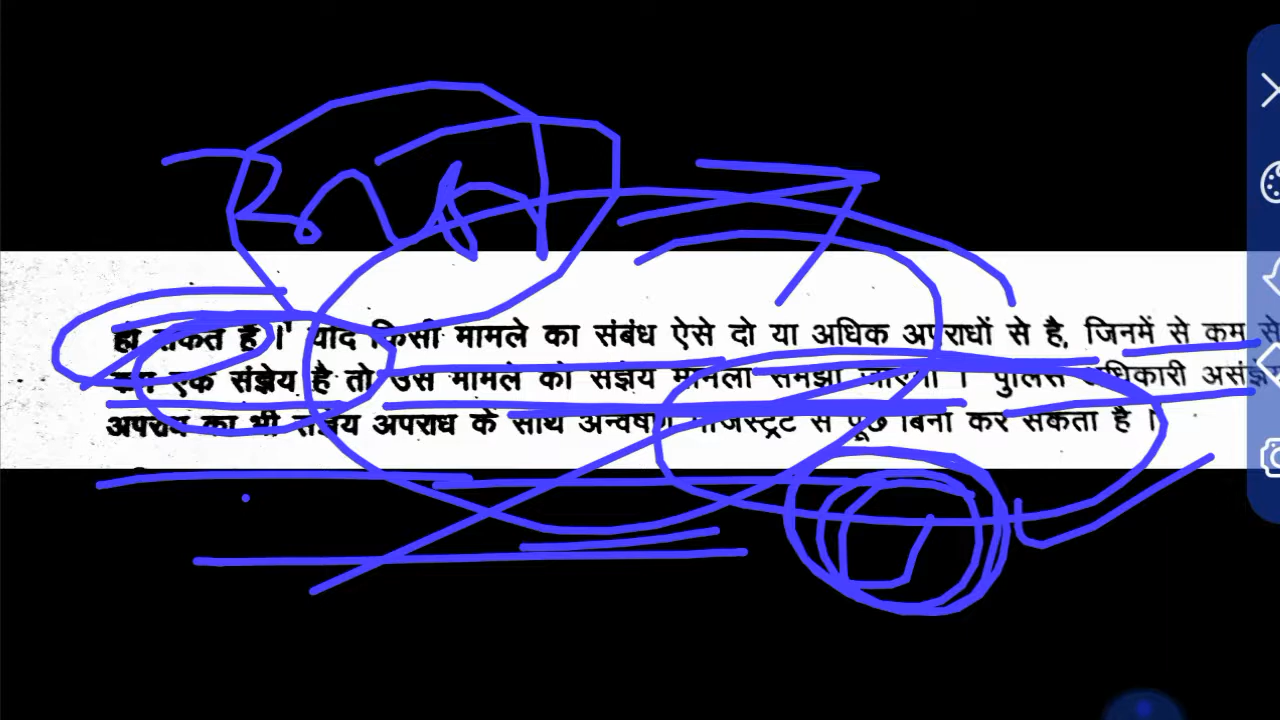 हो सकते हैं । यदि किसी मामले का संबंध ऐसे दो या अधिक अपराधों से है, जिनमें से कम से
कम एक संज्ञेय है तो उस मामले को संज्ञेय मामला समझा जाएगा । पुलिस अधिकारी
अपराध का भी संज्ञेय अपराध के साथ अन्वेषण मजिस्ट्रेट से पूछे बिना कर सकता है ।